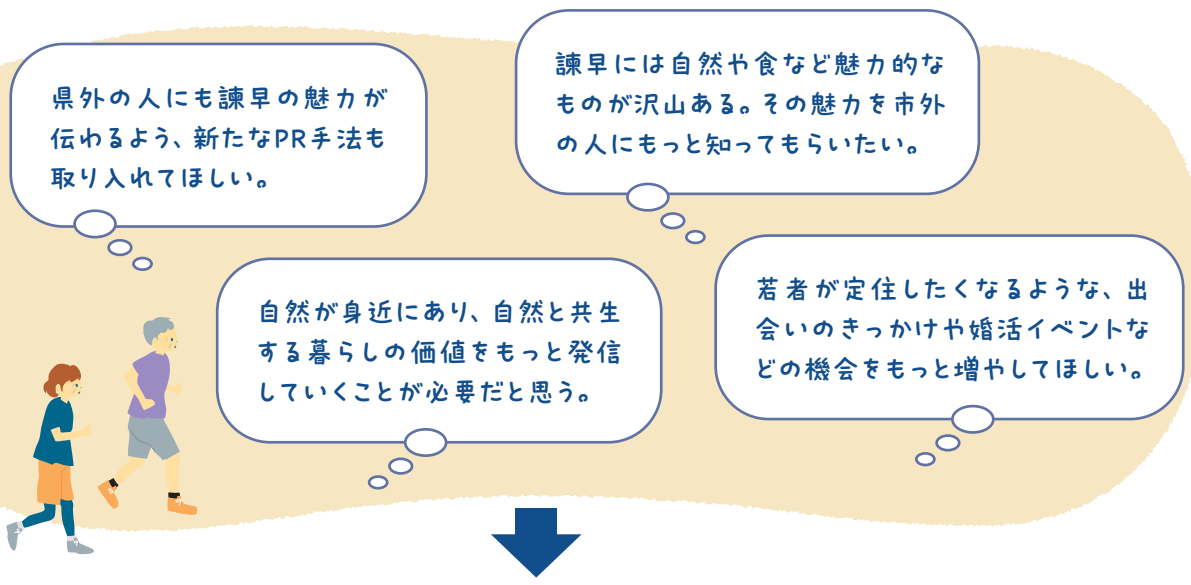 県外の人にも諫早の魅力が
伝わるよう、新たなPR手法も
取り入れてほしい。
諫早には自然や食など魅力的な
ものが沢山ある。その魅力を市外
の人にもっと知ってもらいたい。
自然が身近にあり、自然と共生
する暮らしの価値をもっと発信
していくことが必要だと思う。
若者が定住したくなるような、出
会いのきっかけや婚活イベントな
どの機会をもっと増やしてほしい。